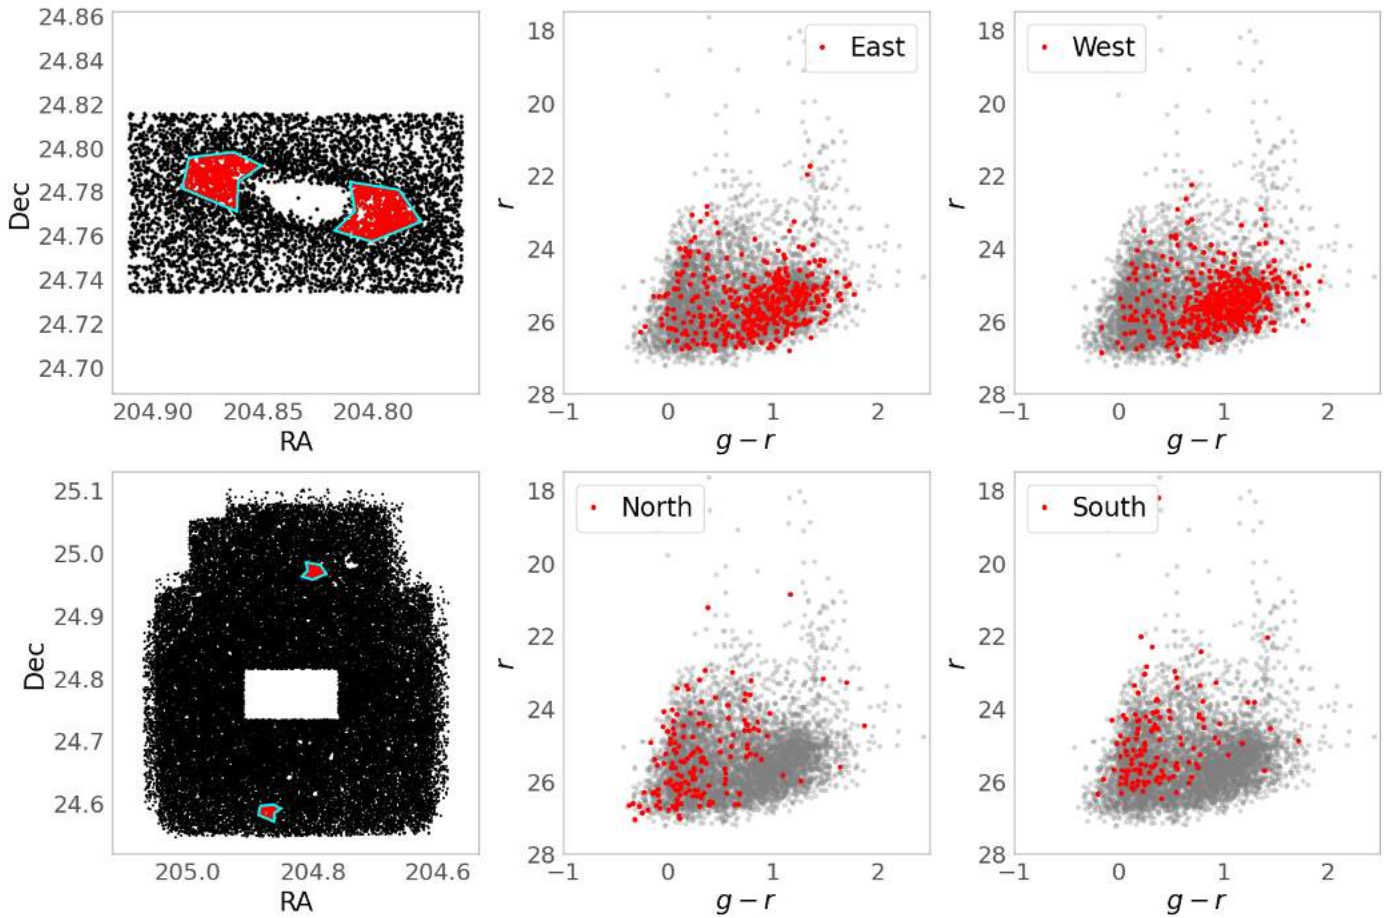 24.86
24.84
24.82
24.80
24.78
24.76
24.74
24.72
24.70
Dec
204.90 204.85 204.80
RA
East
18
20
22
24
26
28
r
−1 0 1 2
g − r
West
18
20
22
24
26
28
r
−1 0 1 2
g − r
25.1
25.0
24.9
24.8
24.7
24.6
Dec
205.0 204.8 204.6
RA
North
18
20
22
24
26
28
r
−1 0 1 2
g − r
South
18
20
22
24
26
28
r
−1 0 1 2
g − r